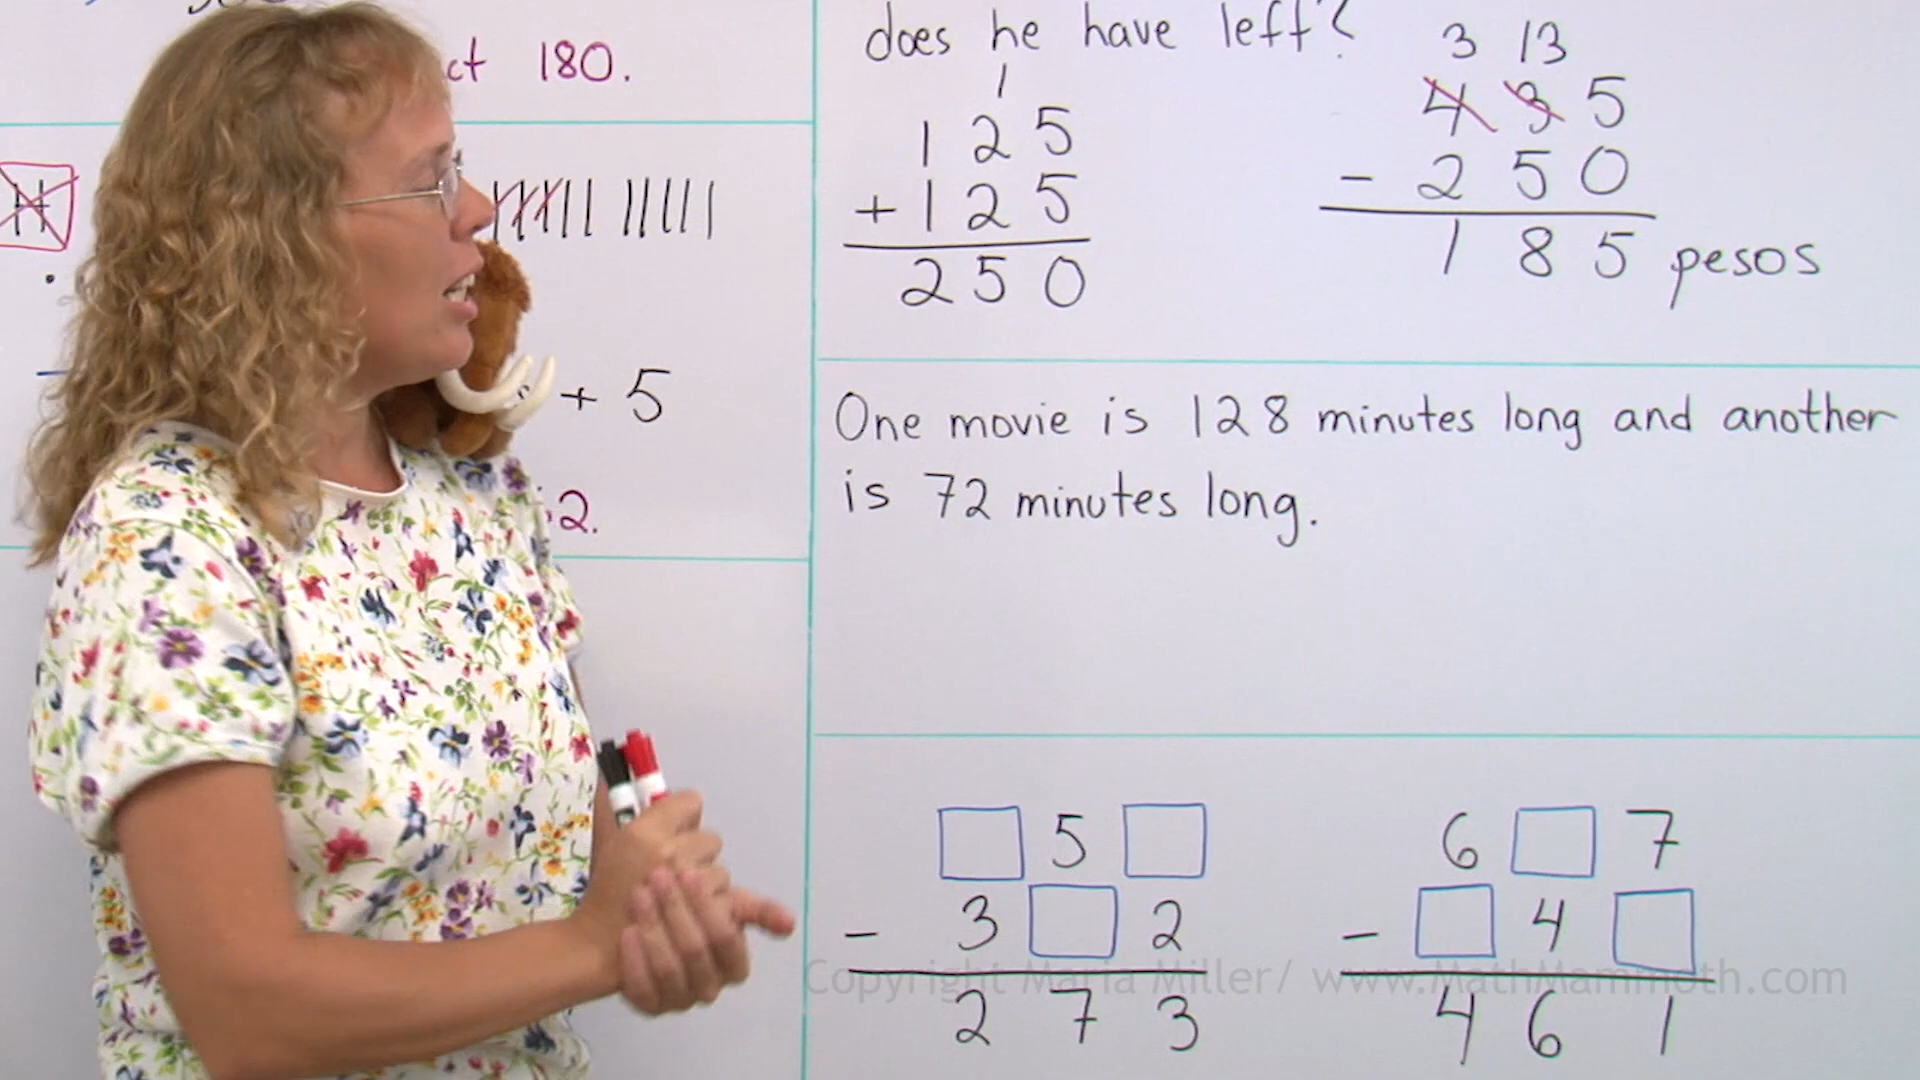 ct 180.
+ 5
2.
does he have left?
1
125
+125
250
3 13
435
- 250
185 pesos
One movie is 128 minutes long and another
is 72 minutes long.
5
- 3 2
273
6 7
- 4
461
Copyright Maria Miller/ www.MathMammoth.com